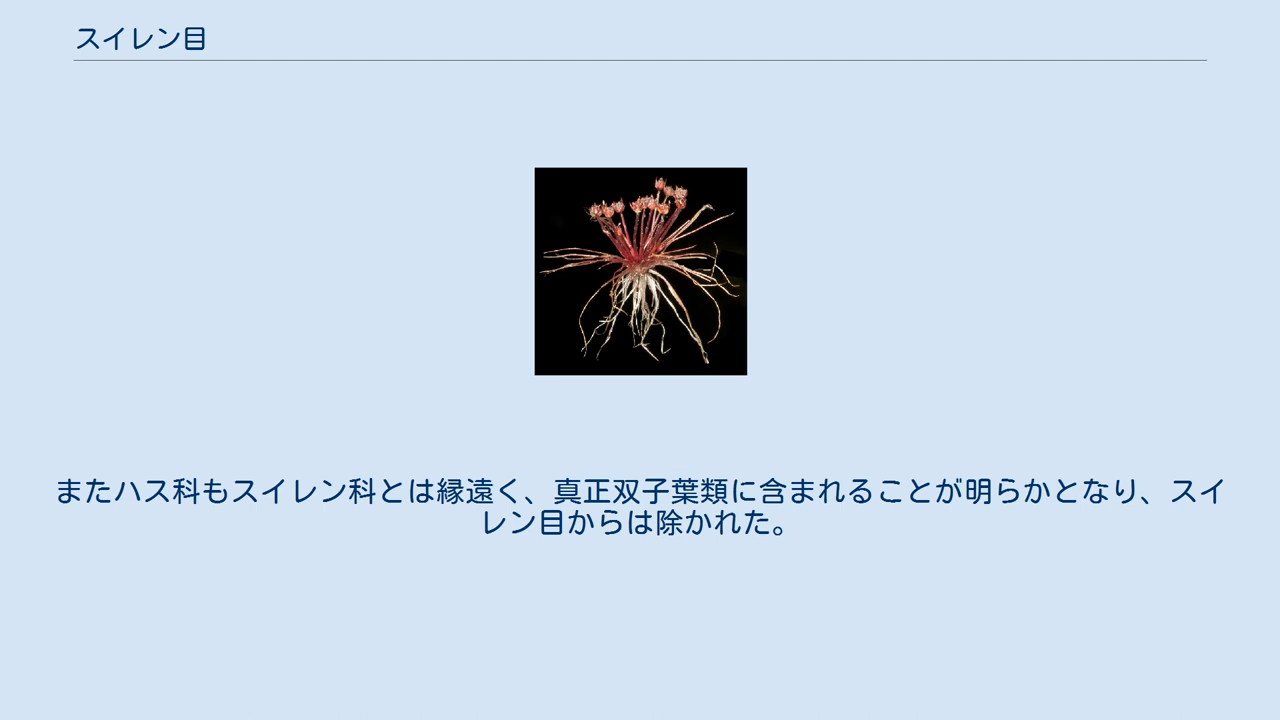 スイレン目
またハス科もスイレン科とは縁遠く、真正双子葉類に含まれることが明らかとなり、スイ
レン目からは除かれた。